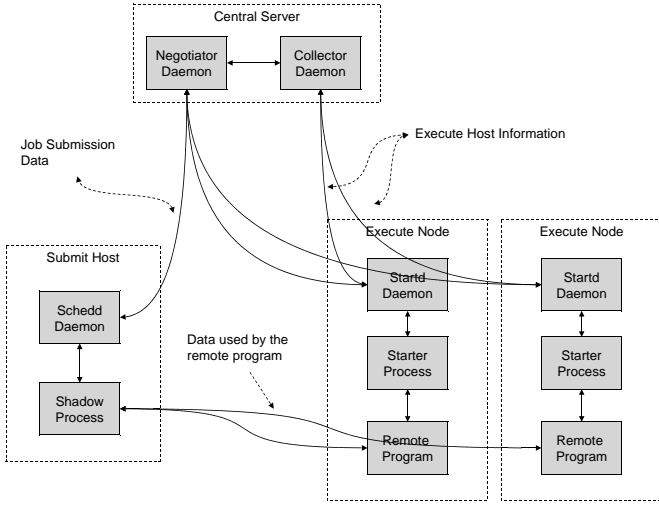 Central Server
Negotiator
Daemon
Collector
Daemon
Job Submission
Data
Execute Host Information
Submit Host
Execute Node
Execute Node
Schedd
Daemon
Startd
Daemon
Startd
Daemon
Data used by the
remote program
Starter
Process
Starter
Process
Shadow
Process
Remote
Program
Remote
Program